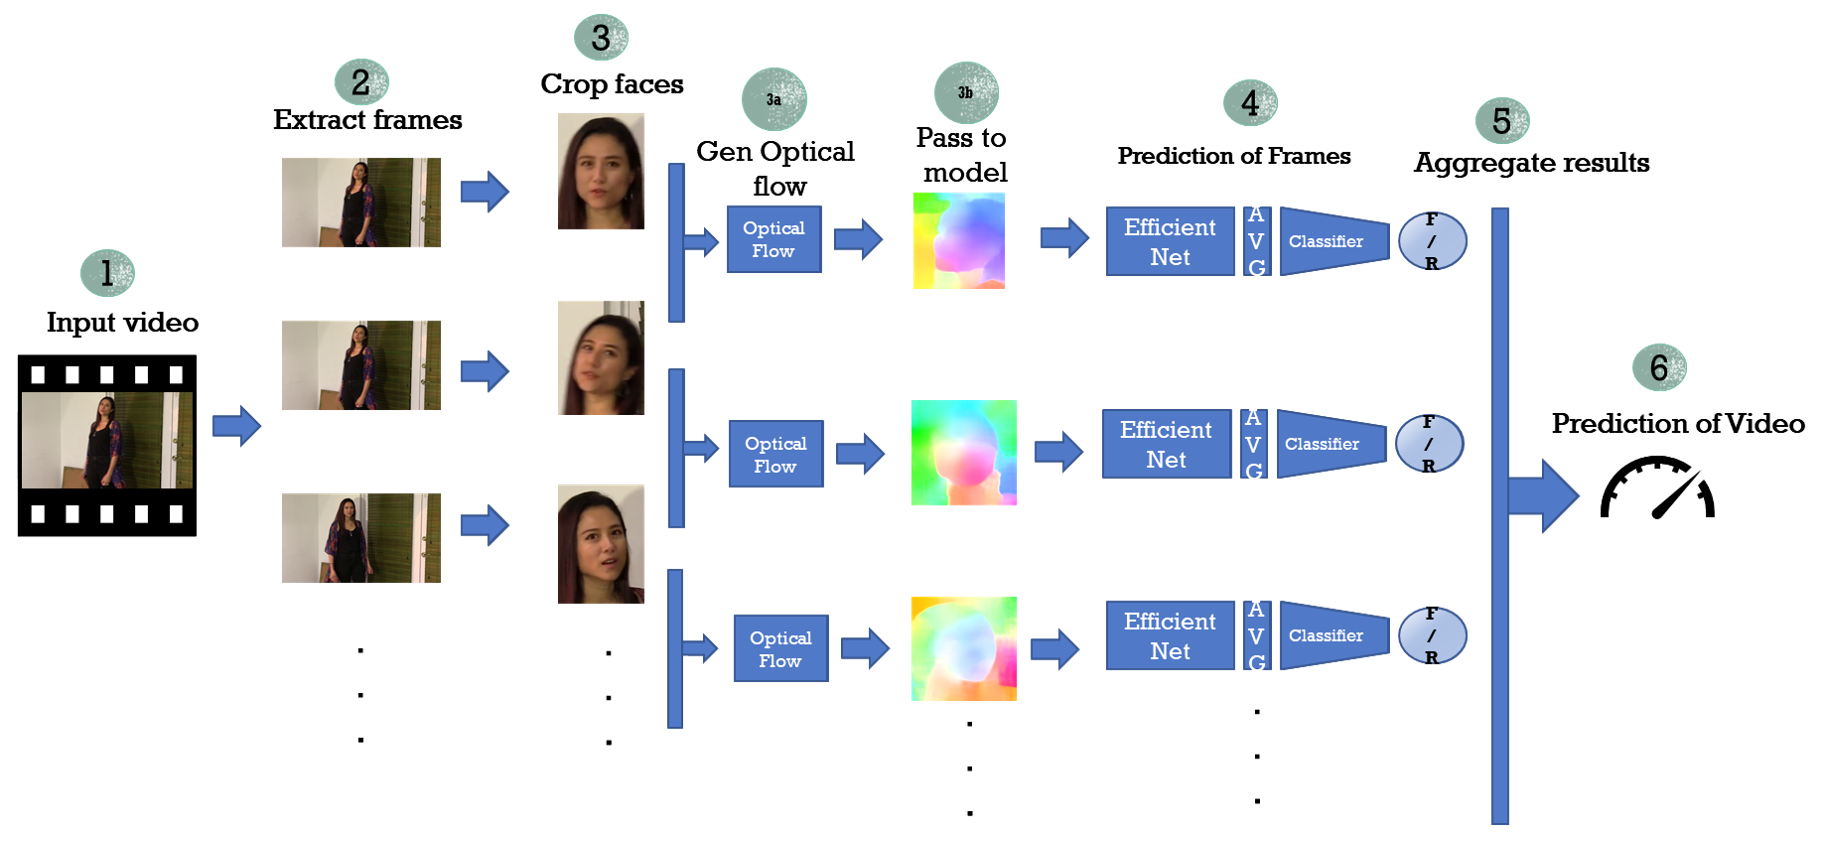 1
Input video
2
Extract frames
3
Crop faces
3a
Gen Optical
flow
Optical
Flow
Optical
Flow
Optical
Flow
3b
Pass to
model
4
Prediction of Frames
Efficient
Net
A
V
G
Classifier
F
/
R
Efficient
Net
A
V
G
Classifier
F
/
R
Efficient
Net
A
V
G
Classifier
F
/
R
5
Aggregate results
6
Prediction of Video